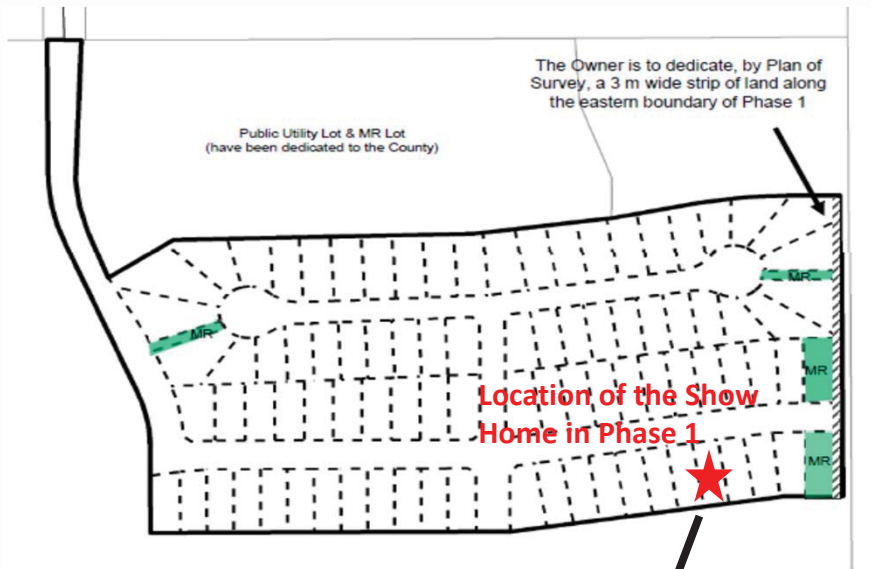 The Owner is to dedicate, by Plan of
Survey, a 3 m wide strip of land along
the eastern boundary of Phase 1
Public Utility Lot & MR Lot
(have been dedicated to the County)
MR
MR
MR
Location of the Show
Home in Phase 1
MR